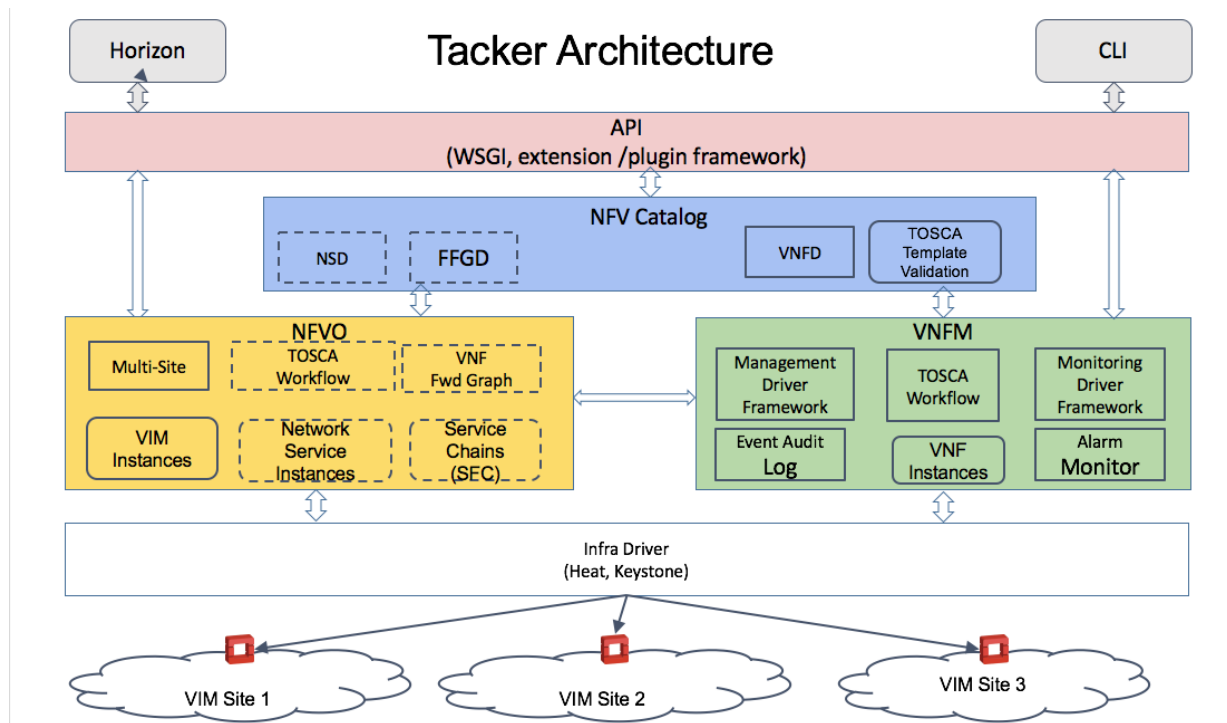 Tacker Architecture
Horizon
CLI
API
(WSGI, extension /plugin framework)
NFV Catalog
NSD
FFGD
VNFD
TOSCA
Template
Validation
NFVO
Multi-Site
TOSCA
Workflow
VNF
Fwd Graph
VIM
Instances
Network
Service
Instances
Service
Chains
(SEC)
VNFM
Management
Driver
Framework
TOSCA
Workflow
Monitoring
Driver
Framework
Event Audit
Log
VNF
Instances
Alarm
Monitor
Infra Driver
(Heat, Keystone)
VIM Site 1
VIM Site 2
VIM Site 3